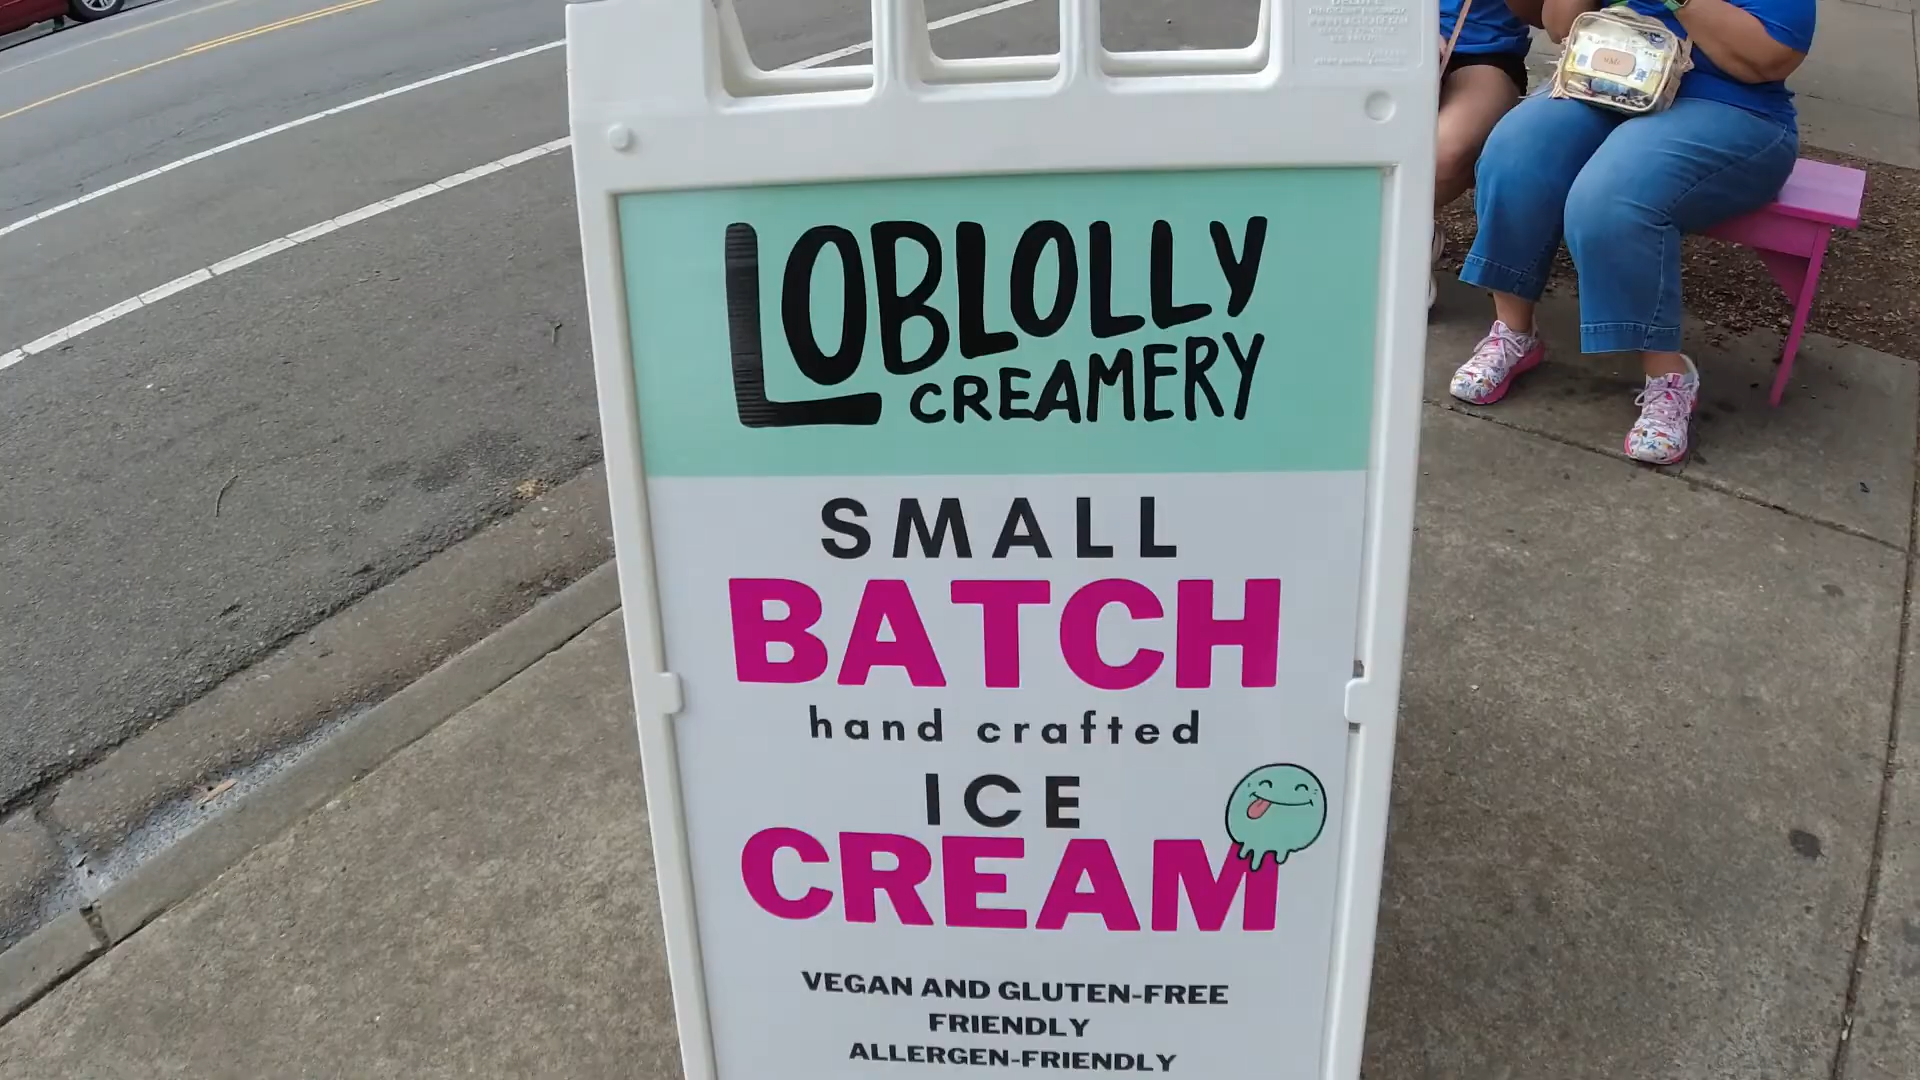 LOBLOLLY
CREAMERY
SMALL
BATCH
hand crafted
ICE
CREAM
VEGAN AND GLUTEN-FREE
FRIENDLY
ALLERGEN-FRIENDLY